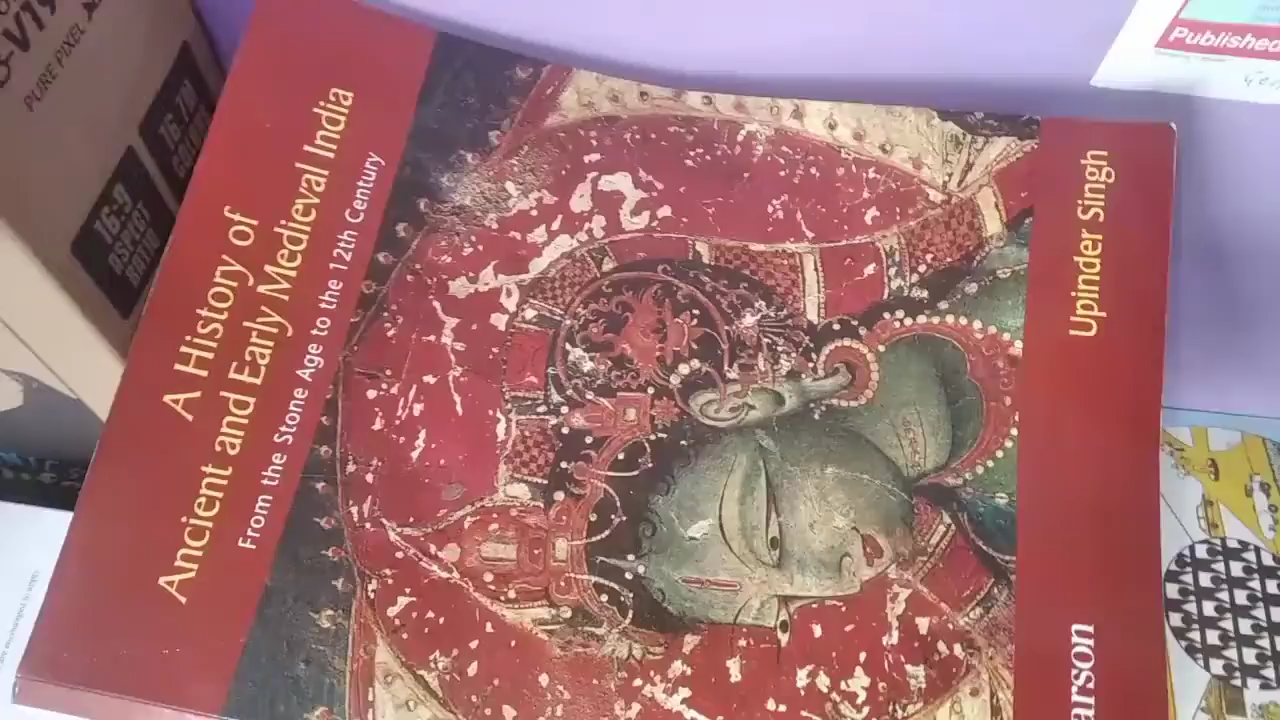 A History of
Ancient and Early Medieval India
From the Stone Age to the 12th Century
Upinder Singh
arson
PURE PIXEL
16.7M
16:9
ASPECT
RATIO
Published